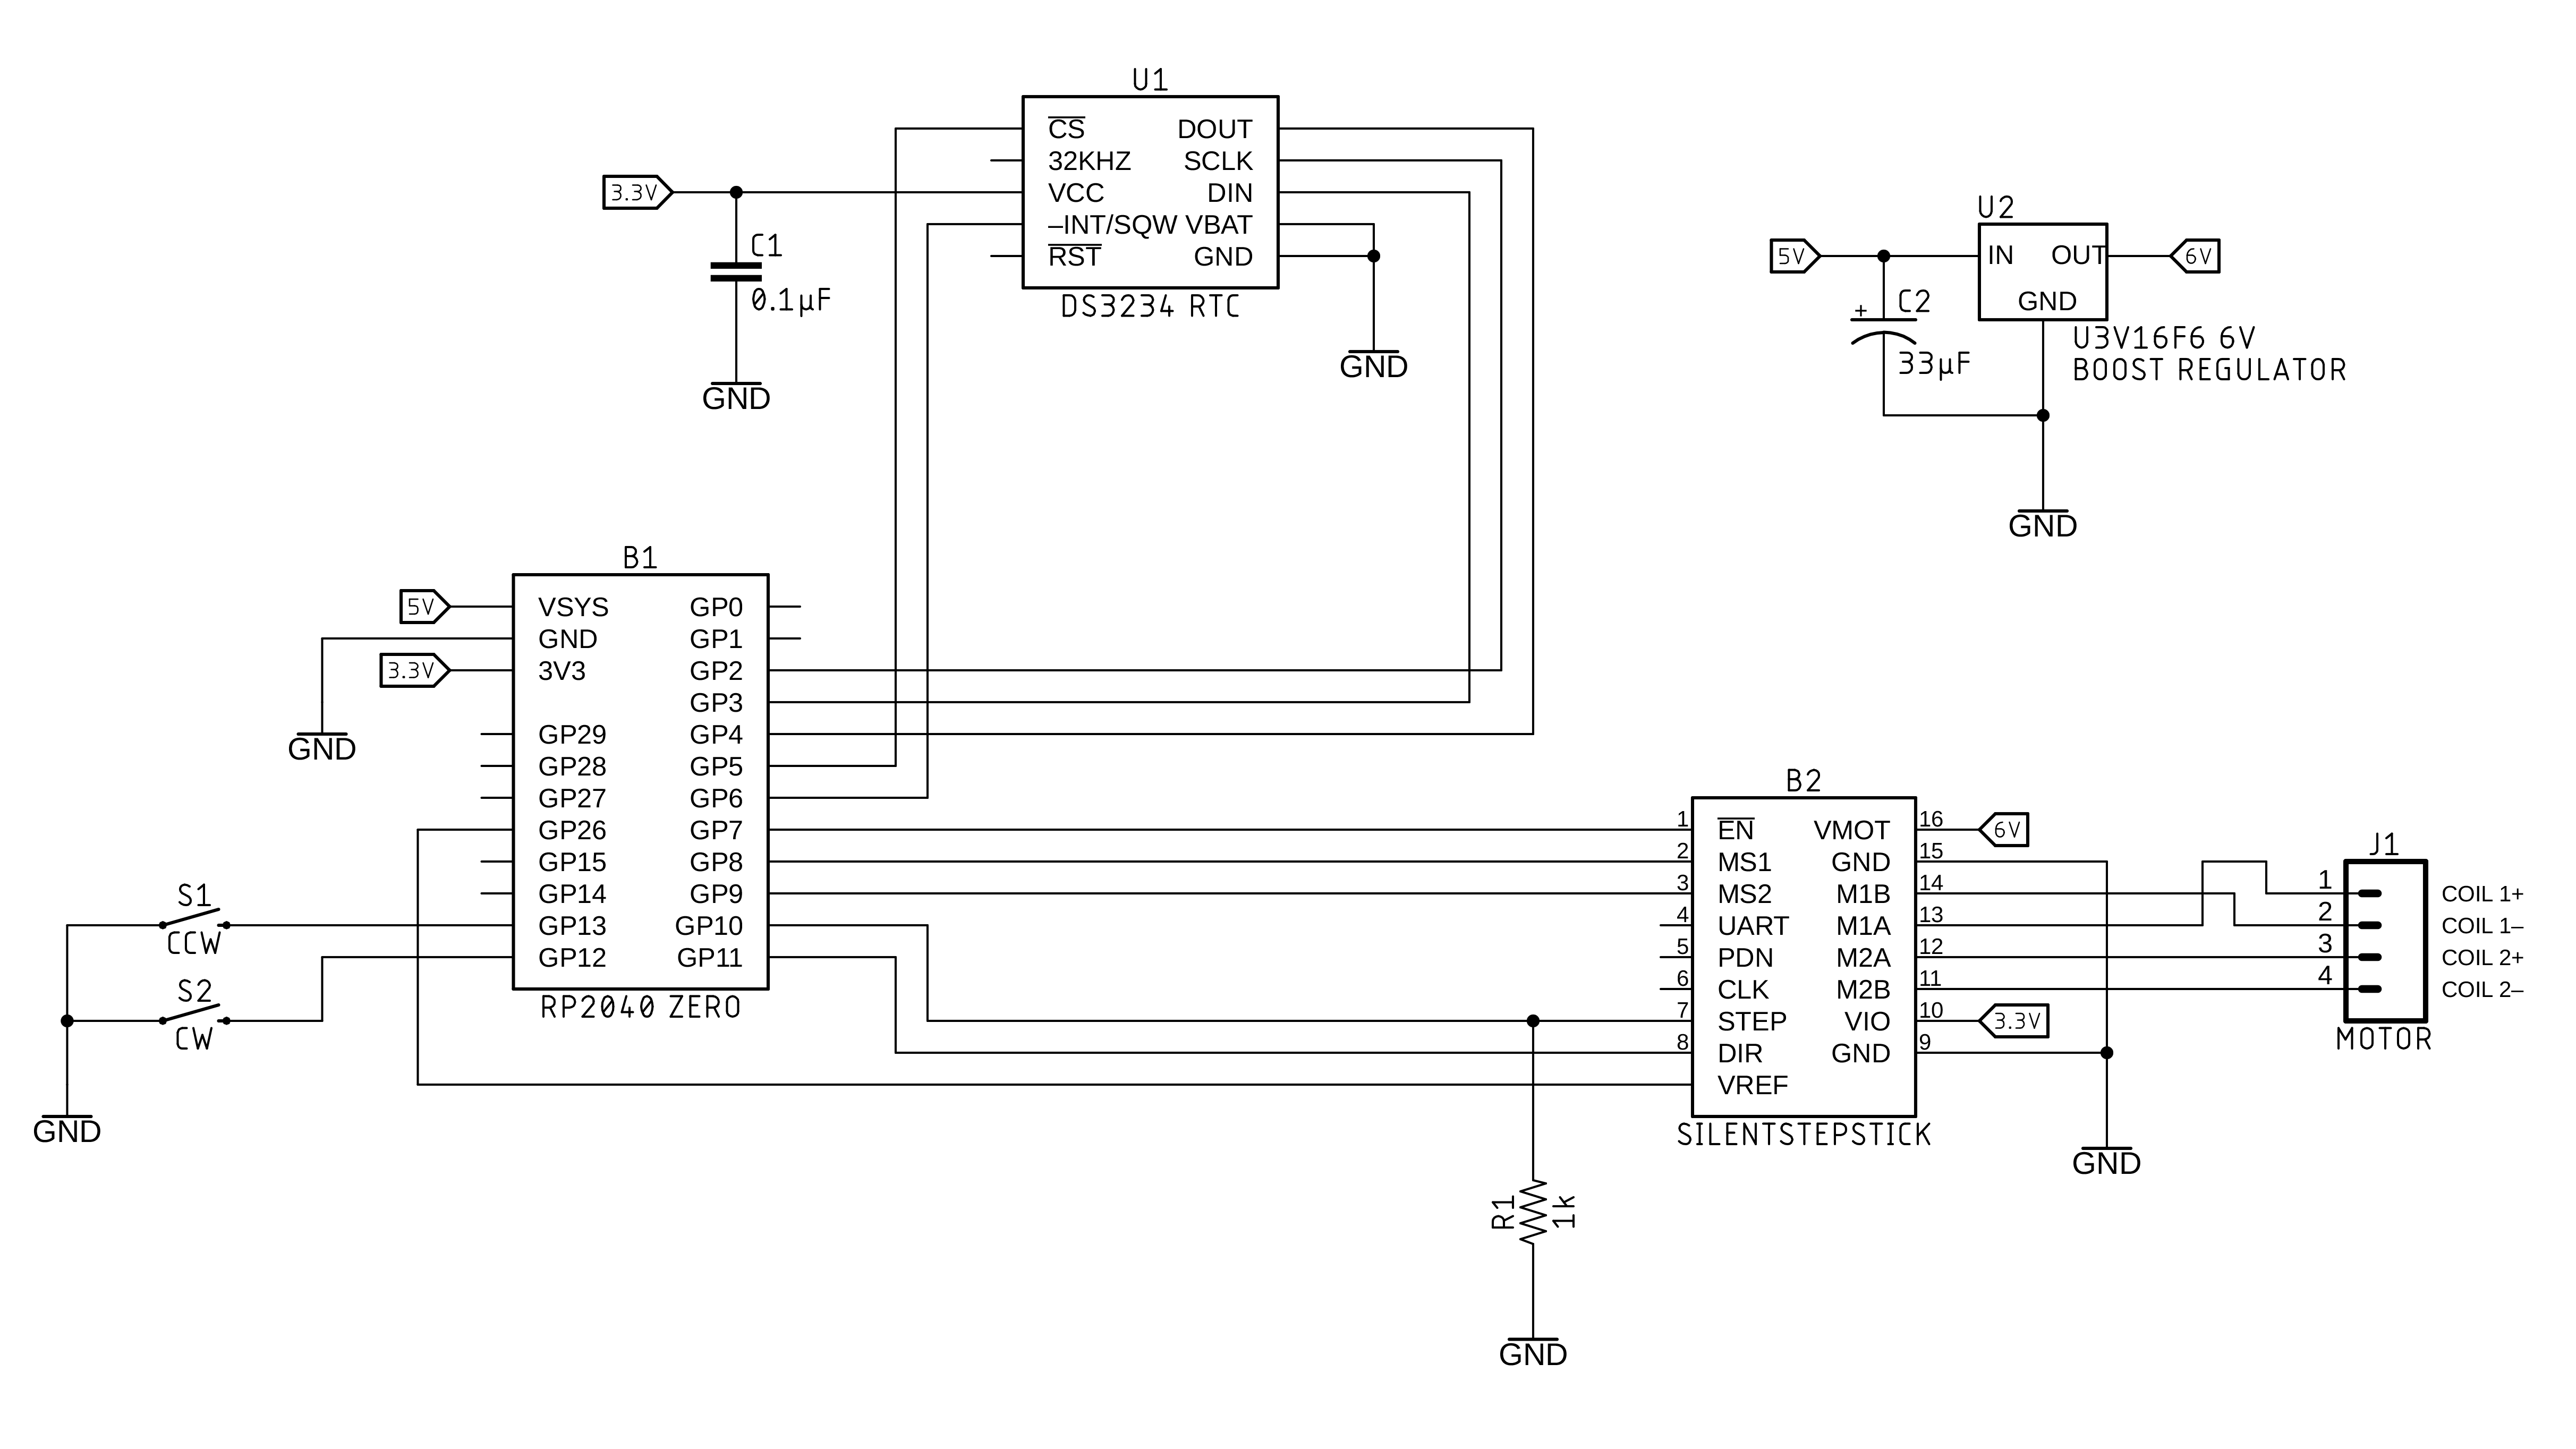 U1
C̅S̅
32KHZ
VCC
–INT/SQW
R̅S̅T̅
DOUT
SCLK
DIN
VBAT
GND
DS3234 RTC
3.3V
C1
0.1µF
GND
GND
U2
IN
OUT
GND
U3V16F6 6V
BOOST REGULATOR
5V
6V
C2
+
33µF
GND
B1
VSYS
GND
3V3
GP29
GP28
GP27
GP26
GP15
GP14
GP13
GP12
GP0
GP1
GP2
GP3
GP4
GP5
GP6
GP7
GP8
GP9
GP10
GP11
RP2040 ZERO
5V
3.3V
GND
S1
CCW
S2
CW
GND
B2
1
2
3
4
5
6
7
8
E̅N̅
MS1
MS2
UART
PDN
CLK
STEP
DIR
VREF
VMOT
GND
M1B
M1A
M2A
M2B
VIO
GND
16
15
14
13
12
11
10
9
SILENTSTEPSTICK
6V
3.3V
GND
R1
1k
GND
J1
1
2
3
4
MOTOR
COIL 1+
COIL 1–
COIL 2+
COIL 2–